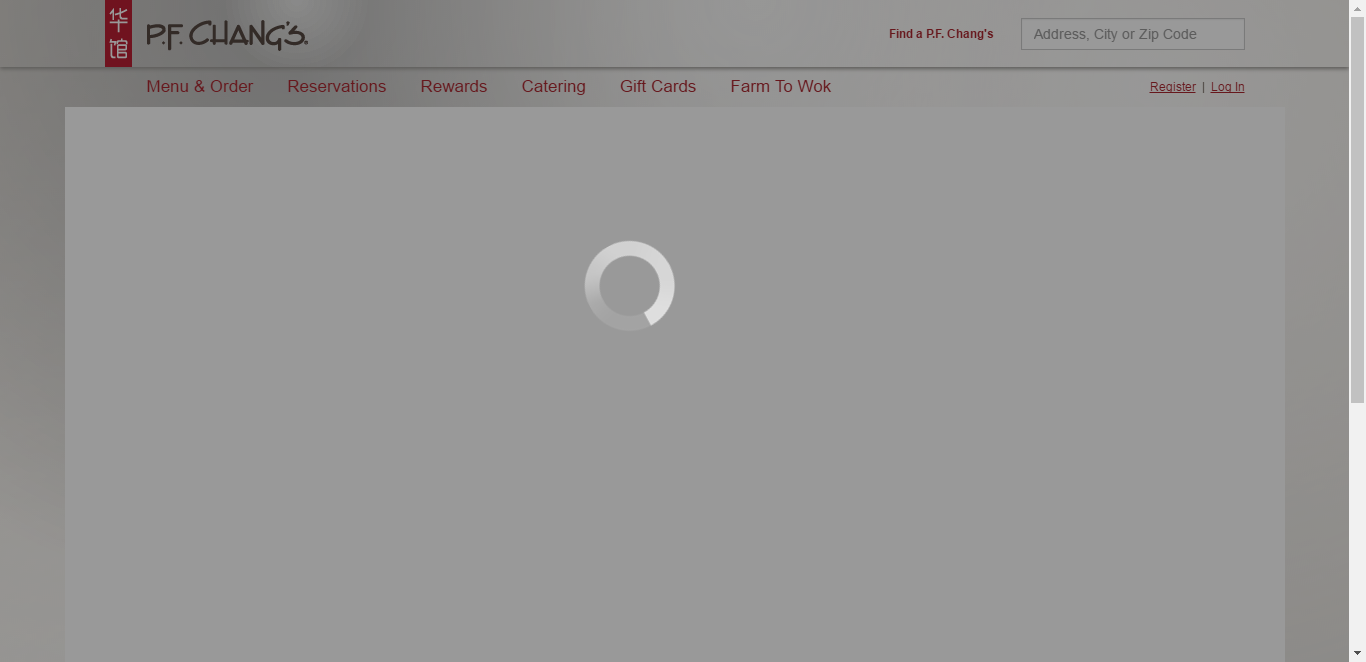 华馆
P.F. CHANG'S
Find a P.F. Chang's
Address, City or Zip Code
Menu & Order
Reservations
Rewards
Catering
Gift Cards
Farm To Wok
Register | Log In